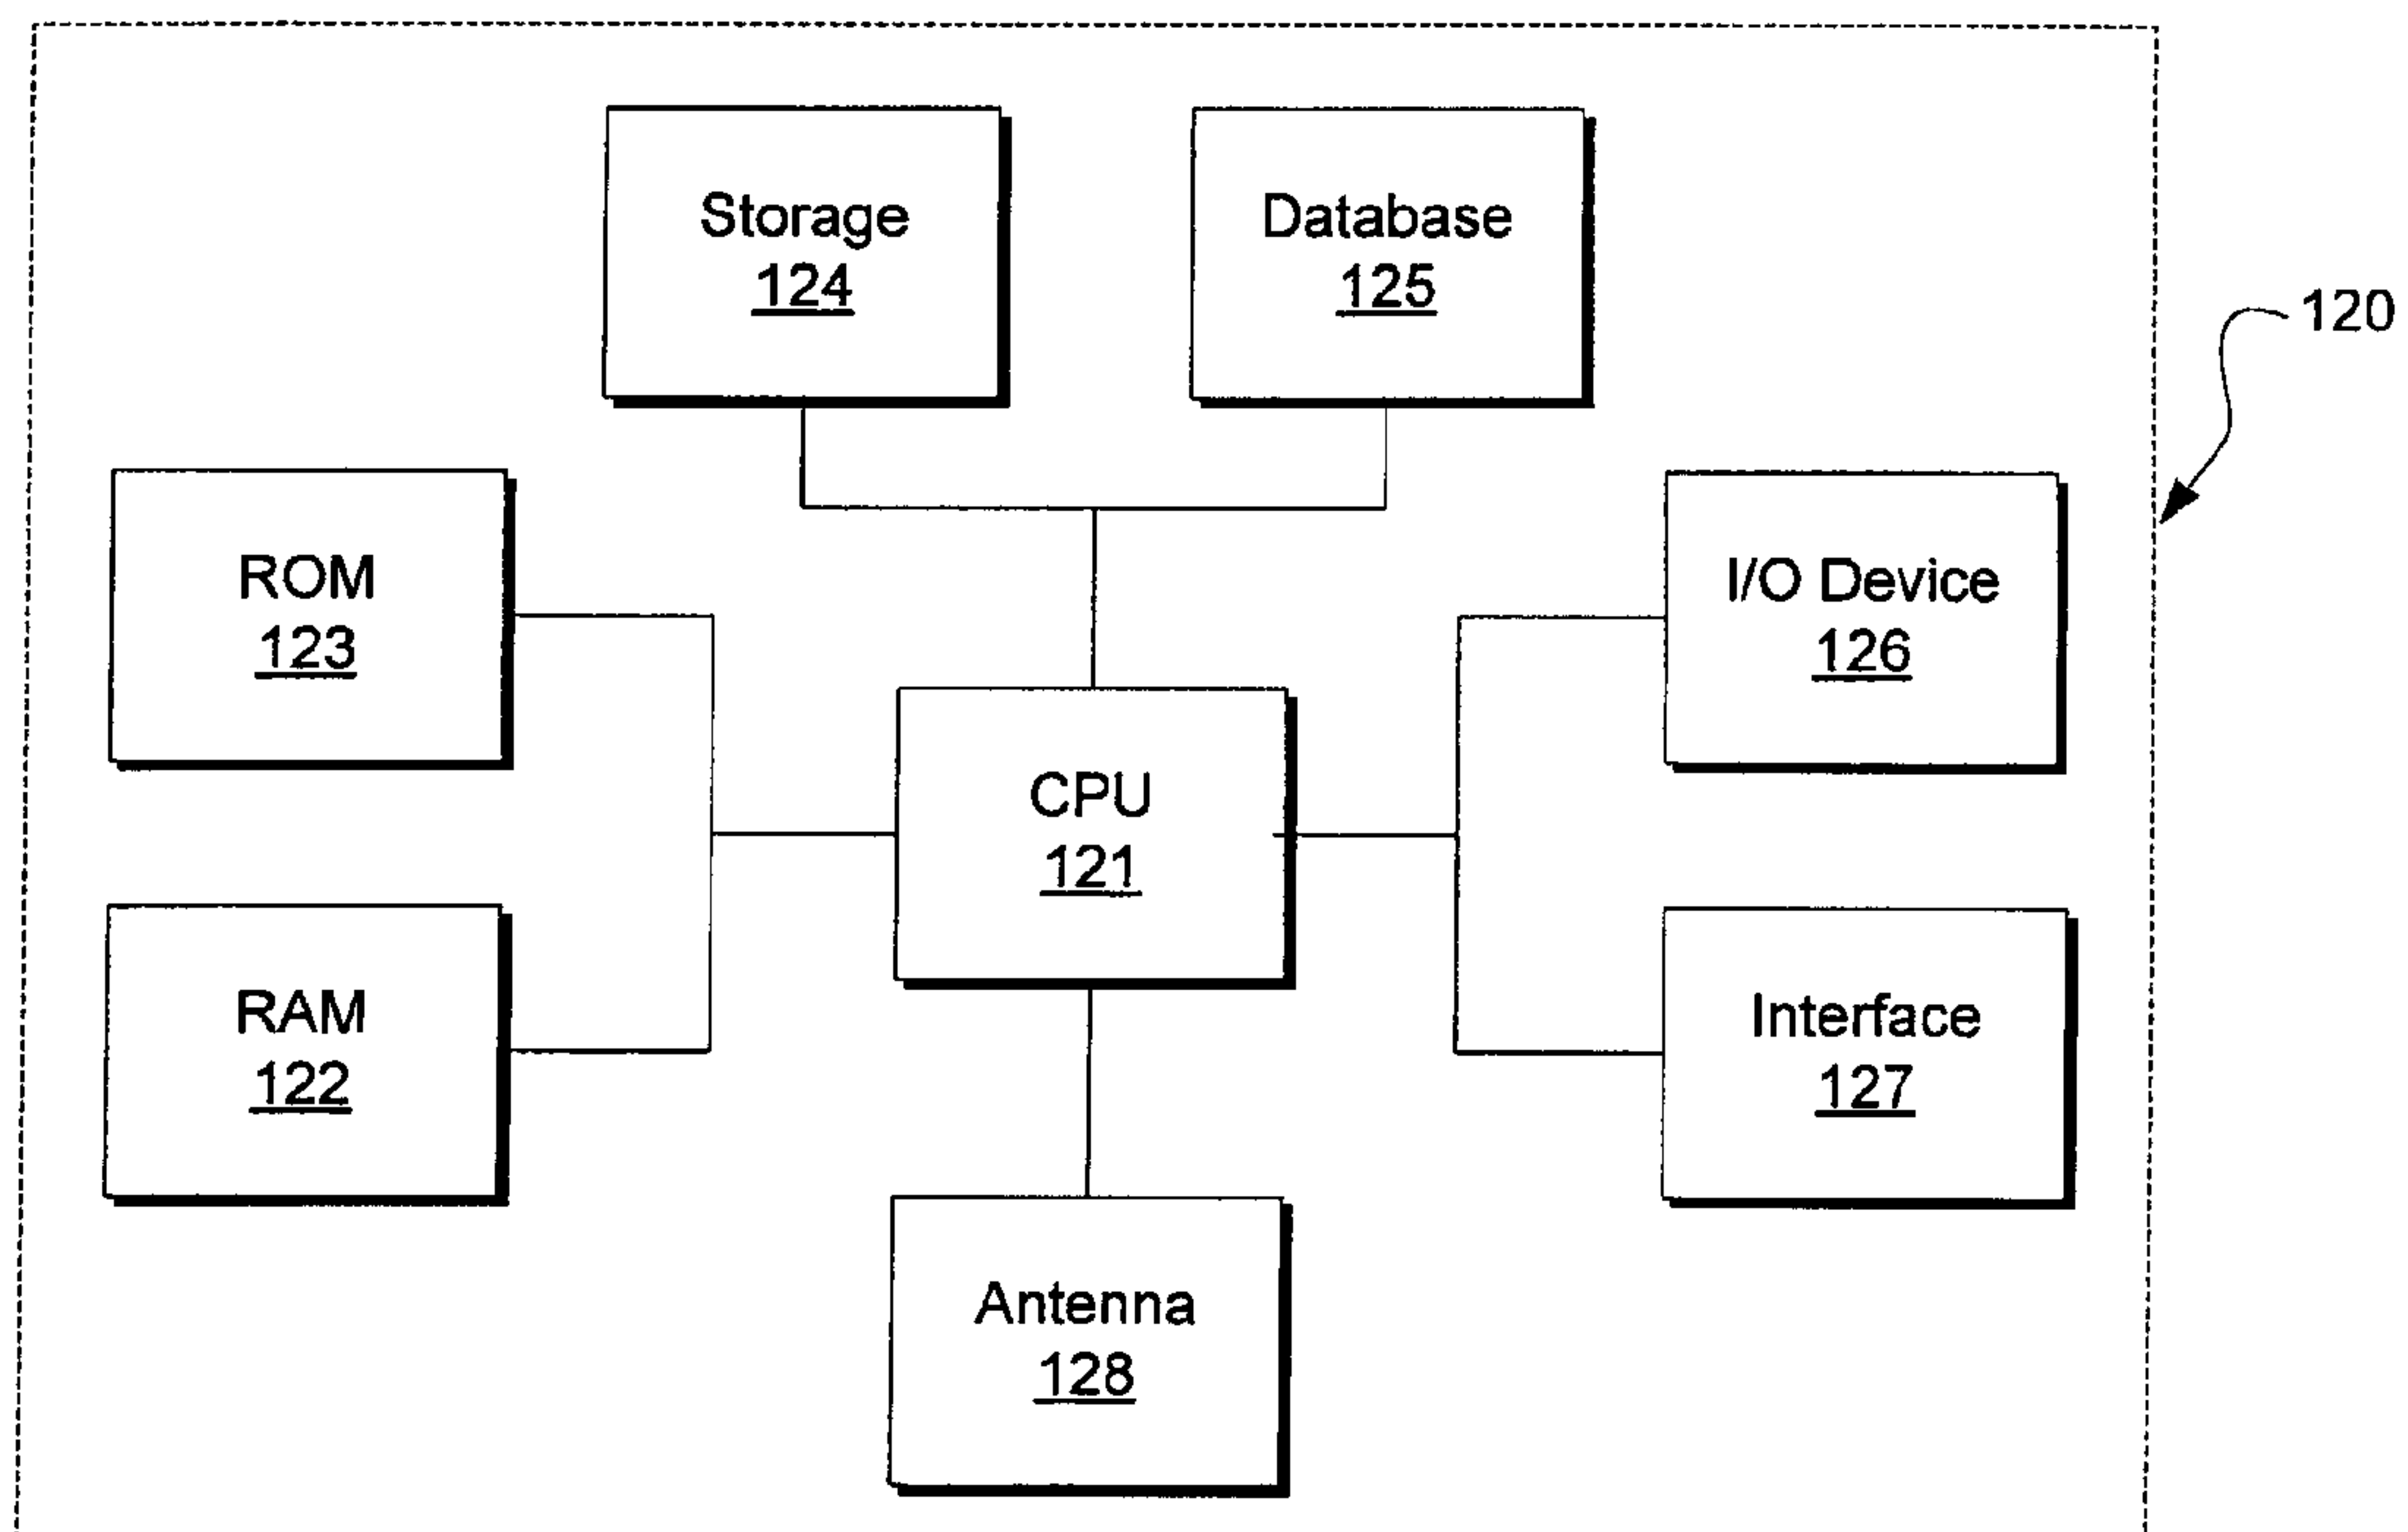 Storage
124
Database
125
120
ROM
123
I/O Device
126
CPU
121
RAM
122
Interface
127
Antenna
128